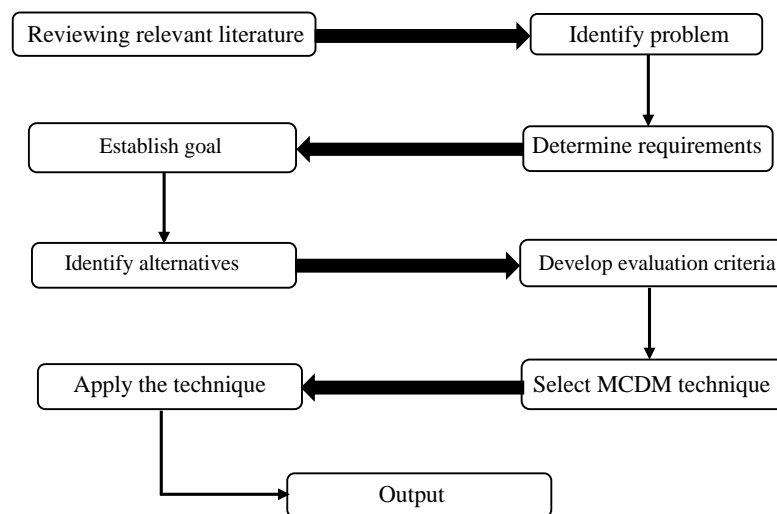 Reviewing relevant literature
Identify problem
Establish goal
Determine requirements
Identify alternatives
Develop evaluation criteria
Apply the technique
Select MCDM technique
Output